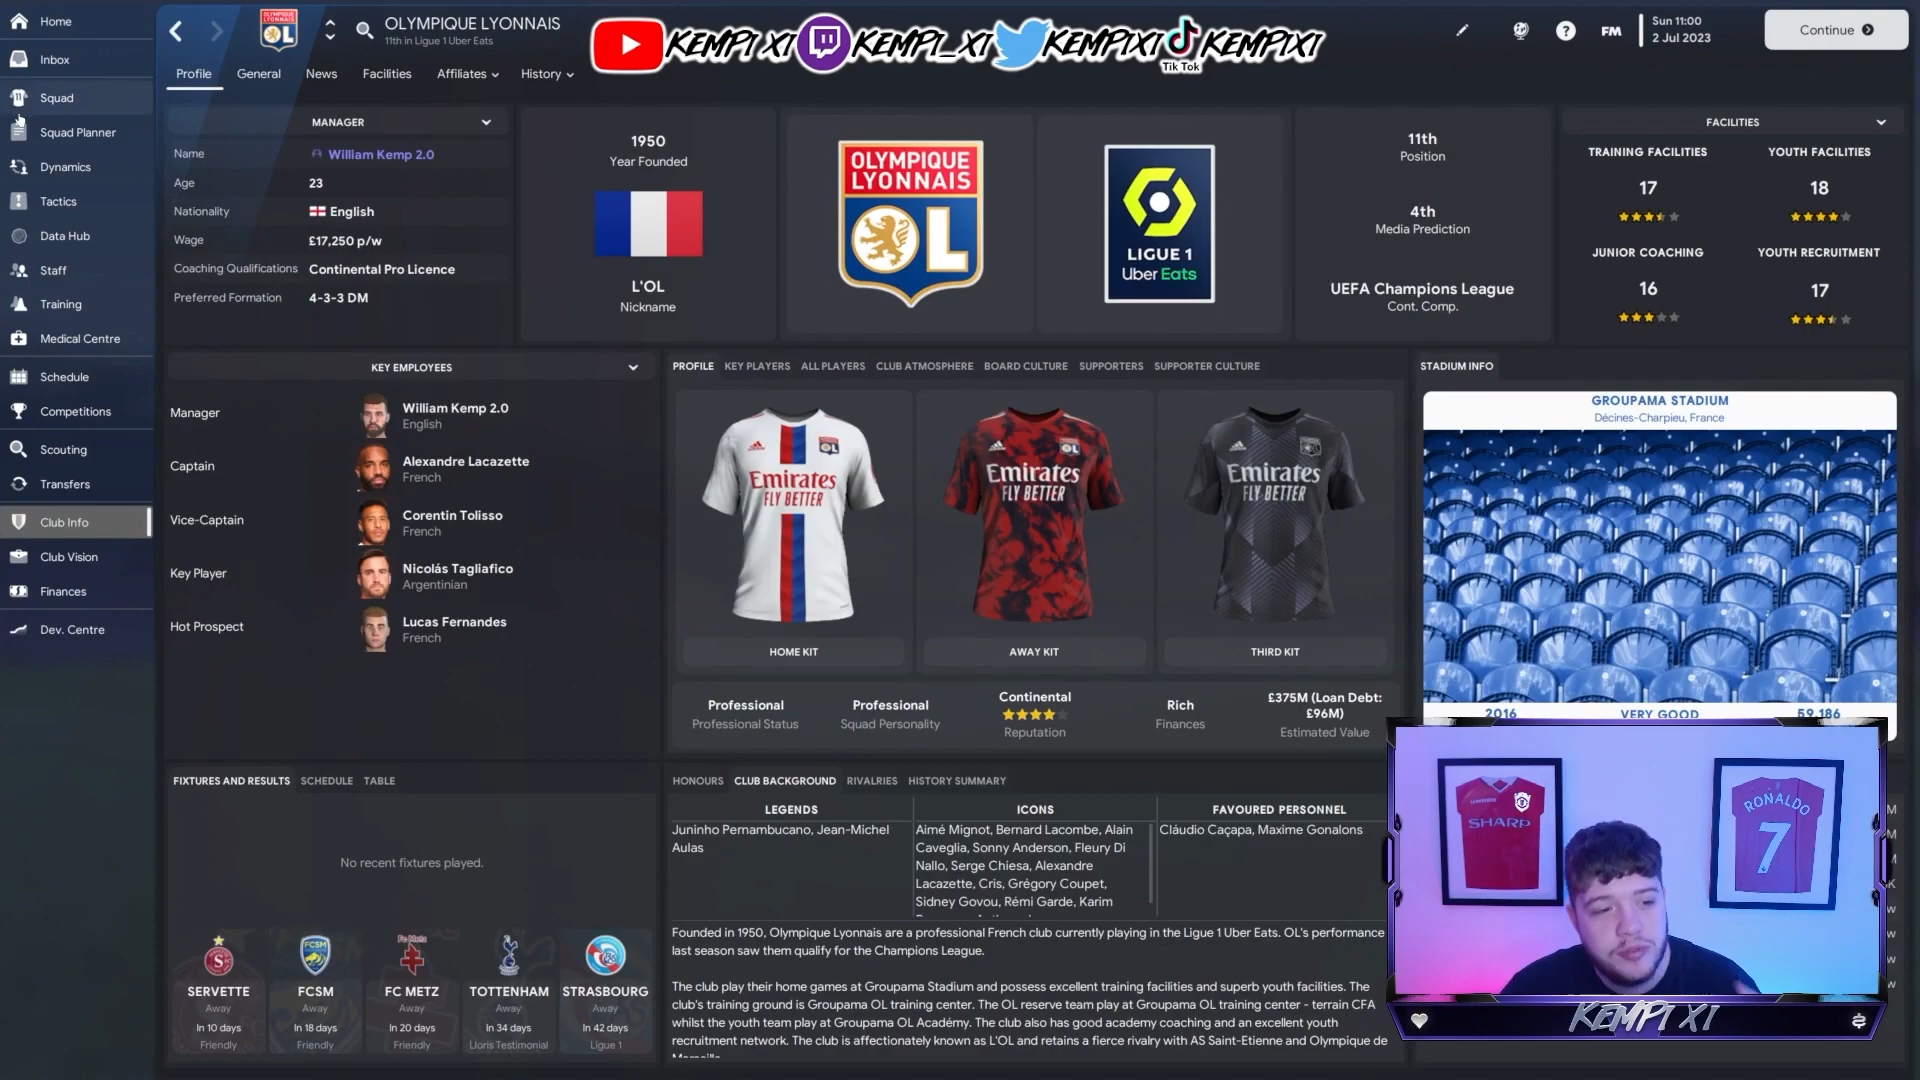 Home
Inbox
Squad
Squad Planner
Dynamics
Tactics
Data Hub
Staff
Training
Medical Centre
Schedule
Competitions
Scouting
Transfers
Club Info
Club Vision
Finances
Dev. Centre
OLYMPIQUE LYONNAIS
11th in Ligue 1 Uber Eats
KEMPI XI KEMPI_XI KEMPIXI KEMPIXI
Tik Tok
FM
Sun 11:00
2 Jul 2023
Continue
Profile General News Facilities Affiliates History
MANAGER
Name William Kemp 2.0
Age 23
Nationality English
Wage £17,250 p/w
Coaching Qualifications Continental Pro Licence
Preferred Formation 4-3-3 DM
1950
Year Founded
L'OL
Nickname
OLYMPIQUE
LYONNAIS
OL
LIGUE 1
Uber Eats
11th
Position
4th
Media Prediction
UEFA Champions League
Cont. Comp.
FACILITIES
TRAINING FACILITIES YOUTH FACILITIES
17 18
JUNIOR COACHING YOUTH RECRUITMENT
16 17
KEY EMPLOYEES
Manager William Kemp 2.0
English
Captain Alexandre Lacazette
French
Vice-Captain Corentin Tolisso
French
Key Player Nicolás Tagliafico
Argentinian
Hot Prospect Lucas Fernandes
French
PROFILE KEY PLAYERS ALL PLAYERS CLUB ATMOSPHERE BOARD CULTURE SUPPORTERS SUPPORTER CULTURE
Emirates
FLY BETTER
Emirates
FLY BETTER
Emirates
FLY BETTER
HOME KIT AWAY KIT THIRD KIT
Professional
Professional Status
Professional
Squad Personality
Continental
Reputation
Rich
Finances
£375M (Loan Debt:
£96M)
Estimated Value
STADIUM INFO
GROUPAMA STADIUM
Décines-Charpieu, France
2016 VERY GOOD 59,186
FIXTURES AND RESULTS SCHEDULE TABLE
No recent fixtures played.
SERVETTE
Away
In 10 days
Friendly
FCSM
Away
In 18 days
Friendly
FC METZ
Away
In 20 days
Friendly
TOTTENHAM
Away
In 34 days
Lloris Testimonial
STRASBOURG
Away
In 42 days
Ligue 1
HONOURS CLUB BACKGROUND RIVALRIES HISTORY SUMMARY
LEGENDS ICONS FAVOURED PERSONNEL
Juninho Pernambucano, Jean-Michel
Aulas
Aimé Mignot, Bernard Lacombe, Alain
Caveglia, Sonny Anderson, Fleury Di
Nallo, Serge Chiesa, Alexandre
Lacazette, Cris, Grégory Coupet,
Sidney Govou, Rémi Garde, Karim
Cláudio Caçapa, Maxime Gonalons
Founded in 1950, Olympique Lyonnais are a professional French club currently playing in the Ligue 1 Uber Eats. OL's performance
last season saw them qualify for the Champions League.
The club play their home games at Groupama Stadium and possess excellent training facilities and superb youth facilities. The
club's training ground is Groupama OL training center. The OL reserve team play at Groupama OL training center - terrain CFA
whilst the youth team play at Groupama OL Académy. The club also has good academy coaching and an excellent youth
recruitment network. The club is affectionately known as L'OL and retains a fierce rivalry with AS Saint-Etienne and Olympique de
SHARP
RONALDO
7
KEMPI XI